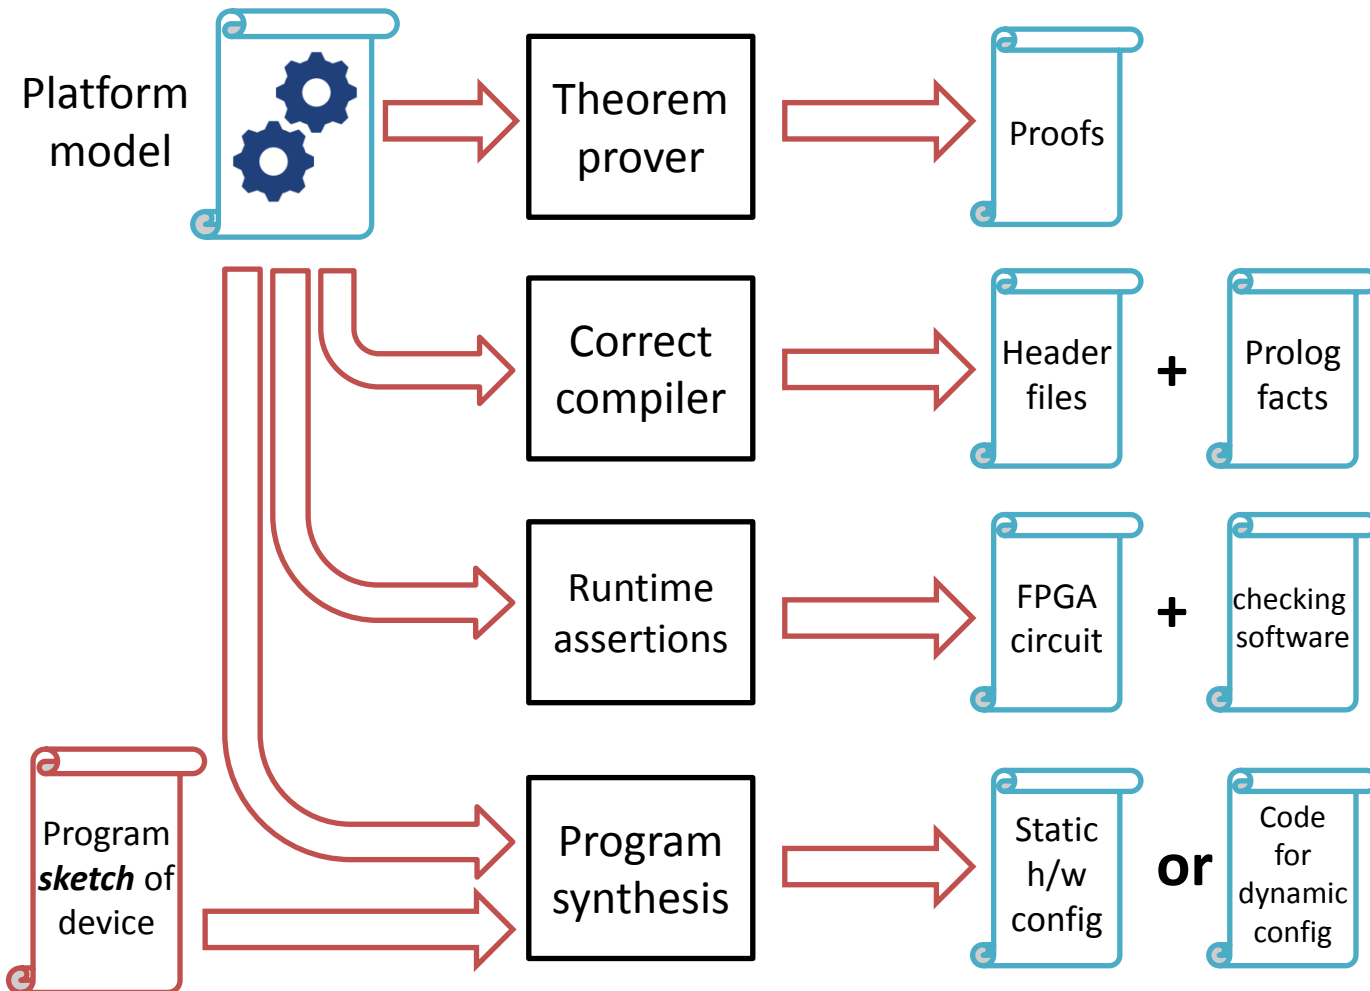 Platform
model
Theorem
prover
Proofs
Correct
compiler
Header
files
+
Prolog
facts
Runtime
assertions
FPGA
circuit
+
checking
software
Program
sketch of
device
Program
synthesis
Static
h/w
config
or
Code
for
dynamic
config